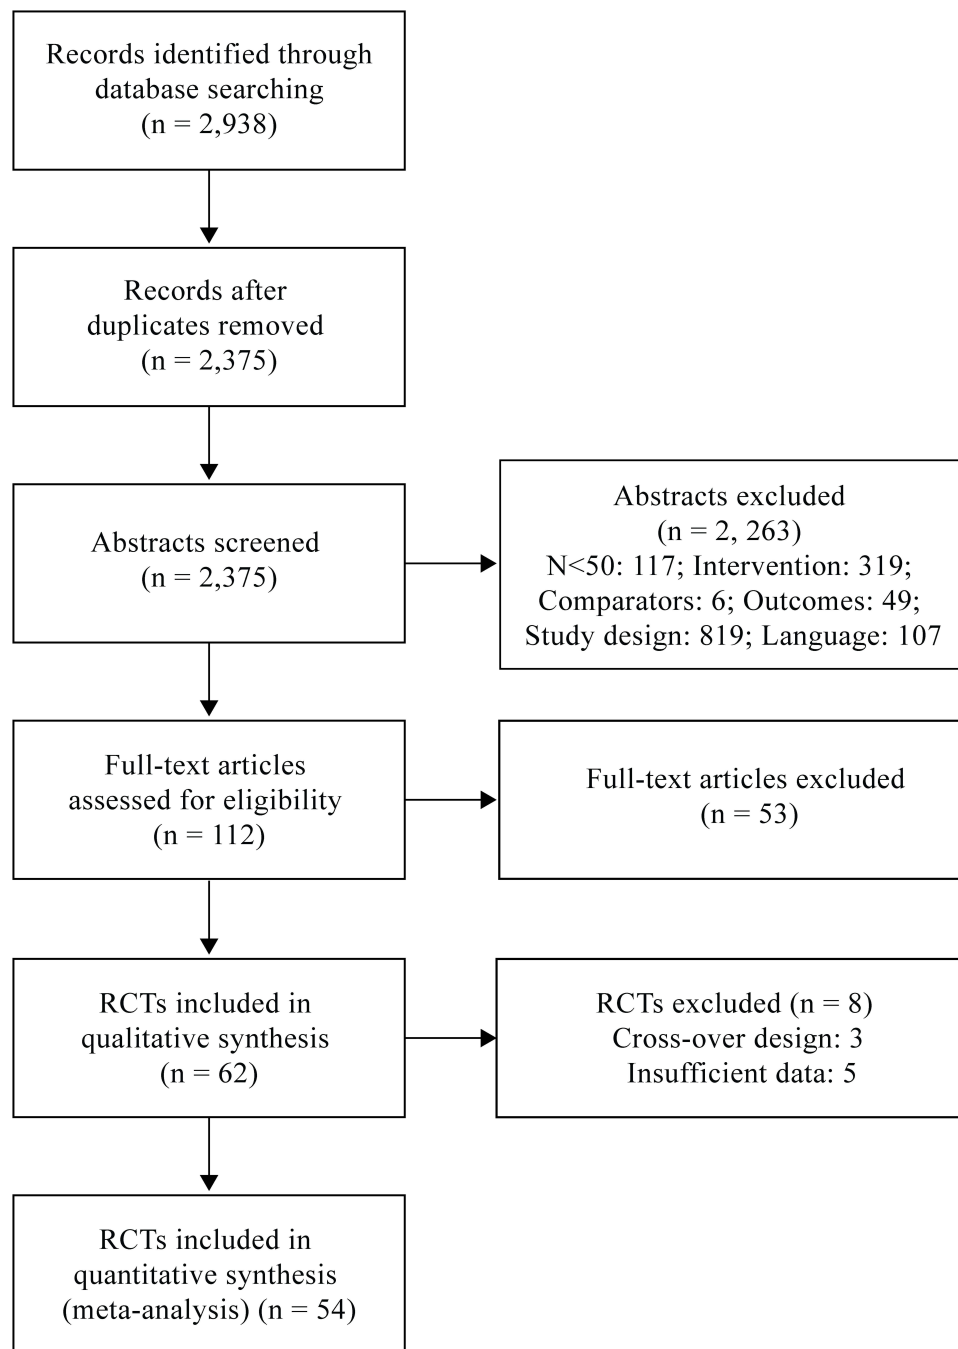 Records identified through
database searching
(n = 2,938)
Records after
duplicates removed
(n = 2,375)
Abstracts screened
(n = 2,375)
Abstracts excluded
(n = 2, 263)
N<50: 117; Intervention: 319;
Comparators: 6; Outcomes: 49;
Study design: 819; Language: 107
Full-text articles
assessed for eligibility
(n = 112)
Full-text articles excluded
(n = 53)
RCTs included in
qualitative synthesis
(n = 62)
RCTs excluded (n = 8)
Cross-over design: 3
Insufficient data: 5
RCTs included in
quantitative synthesis
(meta-analysis) (n = 54)